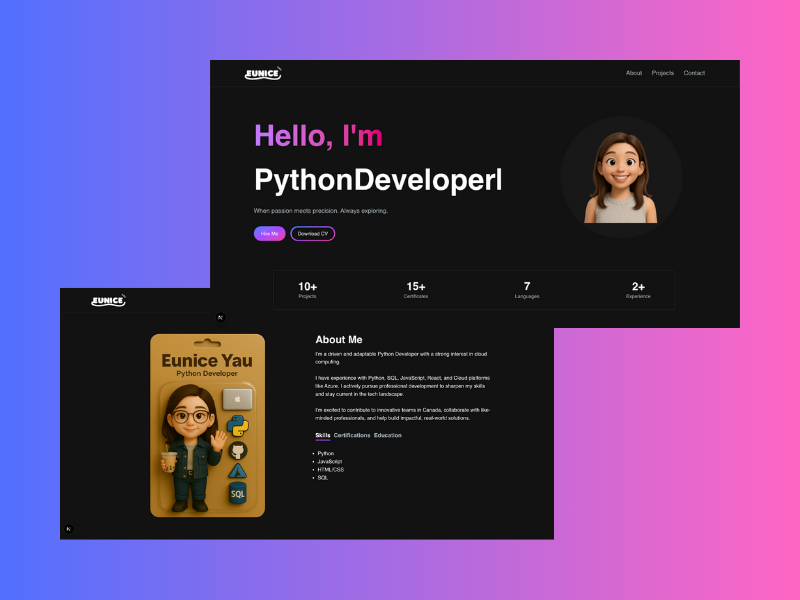 EUNICE
About Projects Contact
Hello, I'm
PythonDeveloper|
When passion meets precision. Always exploring.
Hire Me Download CV
10+ 15+ 7 2+
Projects Certificates Languages Experience
EUNICE
N
Eunice Yau
Python Developer
SQL
About Me
I'm a driven and adaptable Python Developer with a strong interest in cloud
computing.
I have experience with Python, SQL, JavaScript, React, and Cloud platforms
like Azure. I actively pursue professional development to sharpen my skills
and stay current in the tech landscape.
I'm excited to contribute to innovative teams in Canada, collaborate with like-
minded professionals, and help build impactful, real-world solutions.
Skills Certifications Education
• Python
• JavaScript
• HTML/CSS
• SQL
N